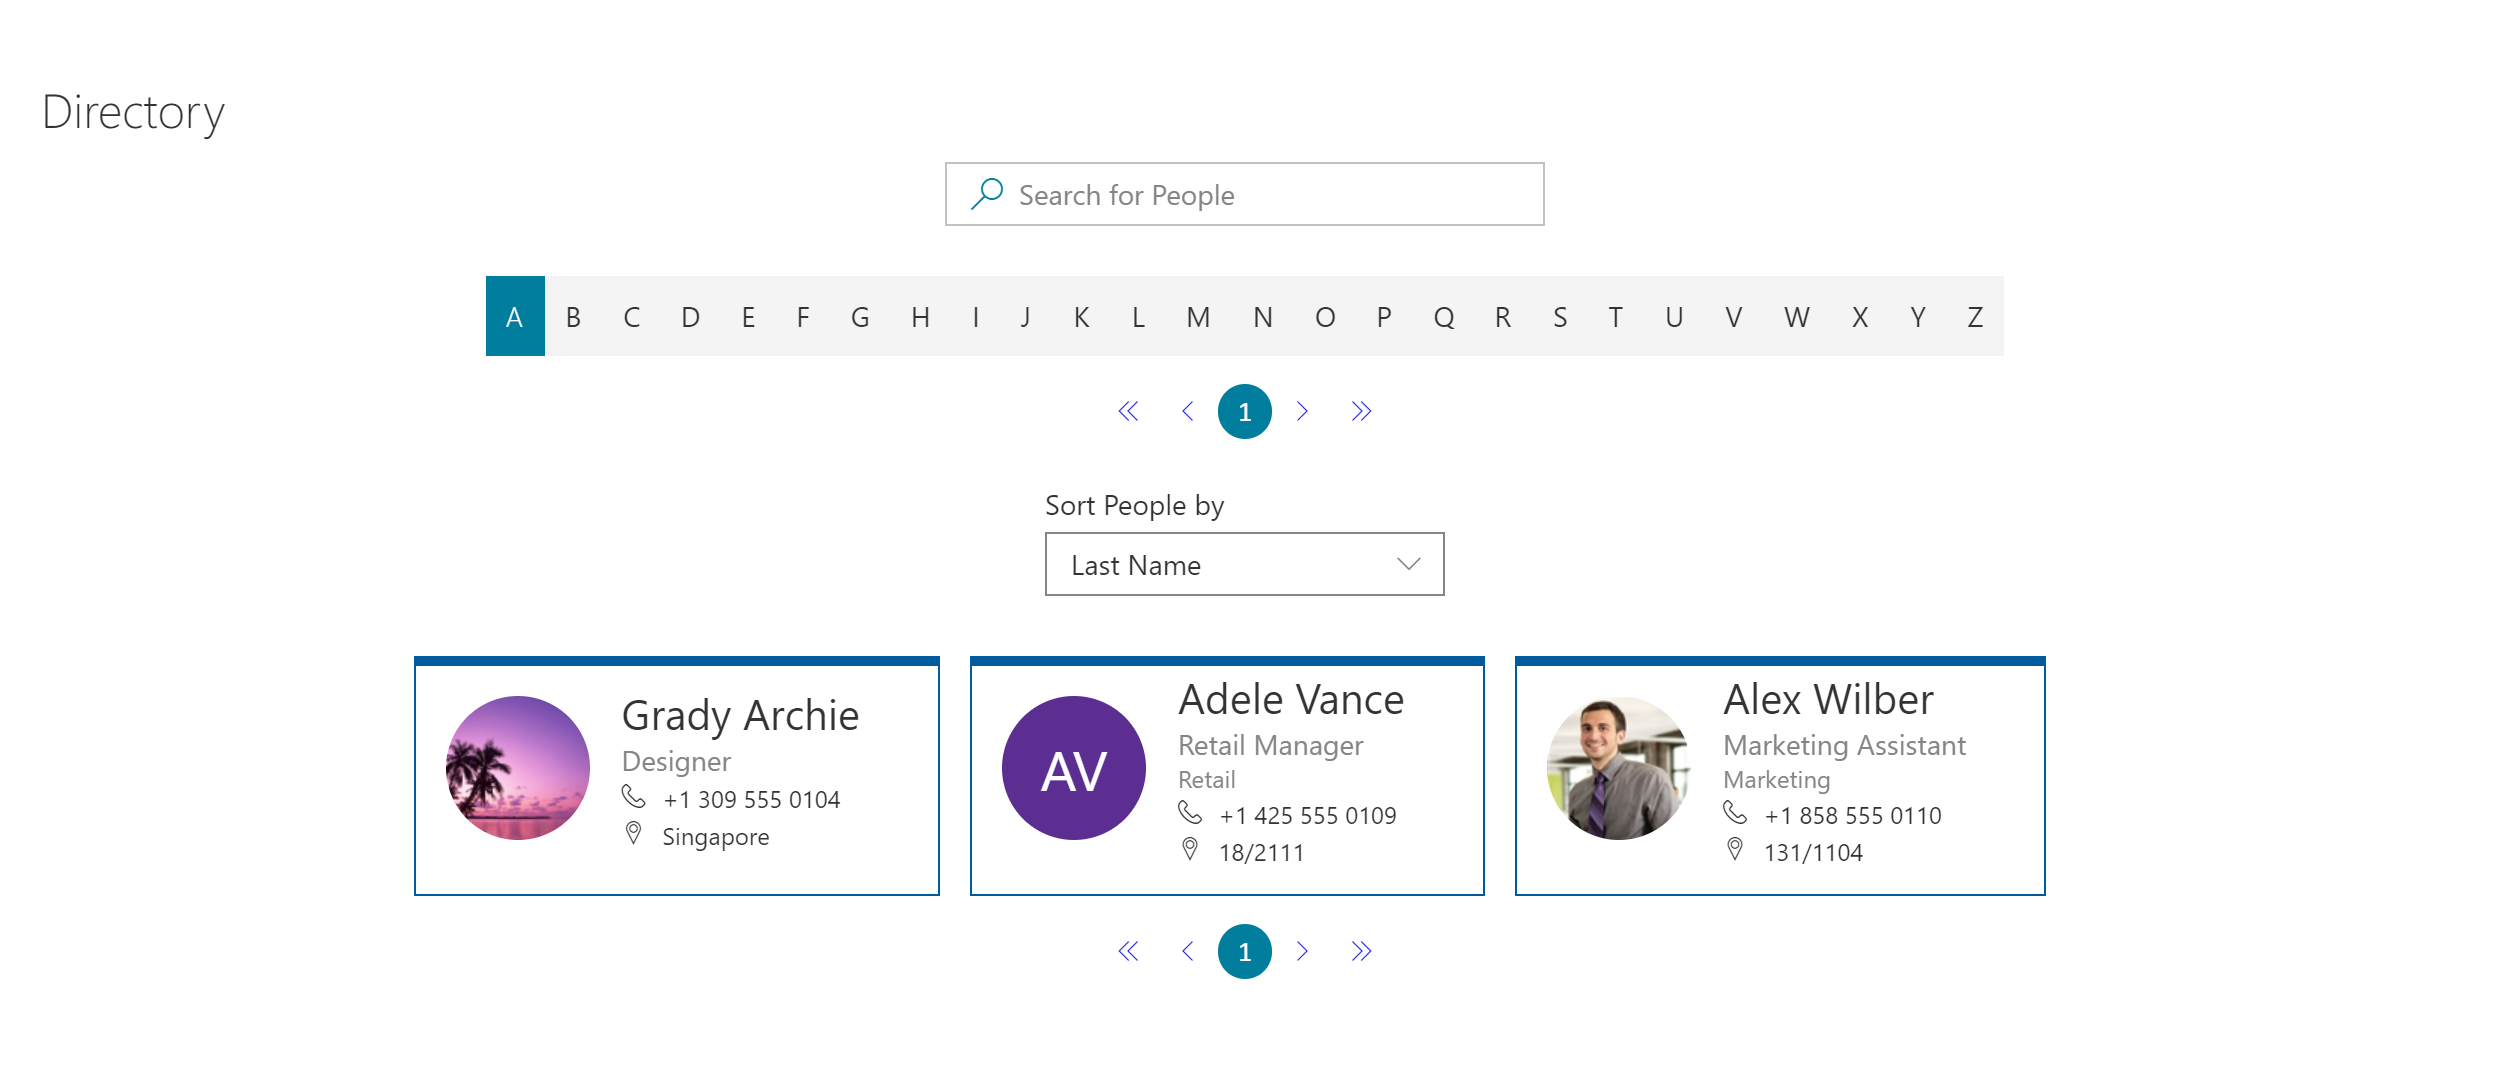 Directory
Search for People
A B C D E F G H I J K L M N O P Q R S T U V W X Y Z
1
Sort People by
Last Name
Grady Archie
Designer
+1 309 555 0104
Singapore
AV
Adele Vance
Retail Manager
Retail
+1 425 555 0109
18/2111
Alex Wilber
Marketing Assistant
Marketing
+1 858 555 0110
131/1104
1